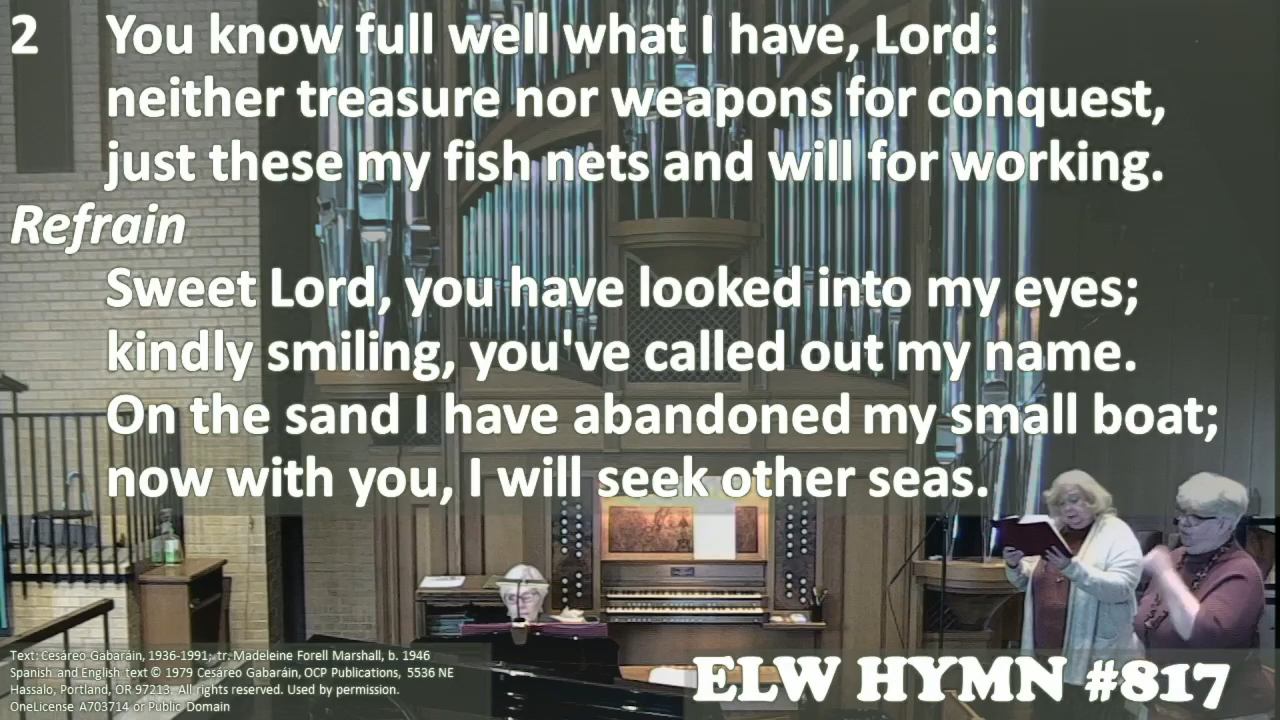 2 You know full well what I have, Lord:
neither treasure nor weapons for conquest,
just these my fish nets and will for working.
Refrain
Sweet Lord, you have looked into my eyes;
kindly smiling, you've called out my name.
On the sand I have abandoned my small boat;
now with you, I will seek other seas.
Text: Cesáreo Gabaráin, 1936-1991; tr. Madeleine Forell Marshall, b. 1946
Spanish and English text © 1979 Cesáreo Gabaráin, OCP Publications, 5536 NE
Hassalo, Portland, OR 97213. All rights reserved. Used by permission.
OneLicense A703714 or Public Domain
ELW HYMN #817